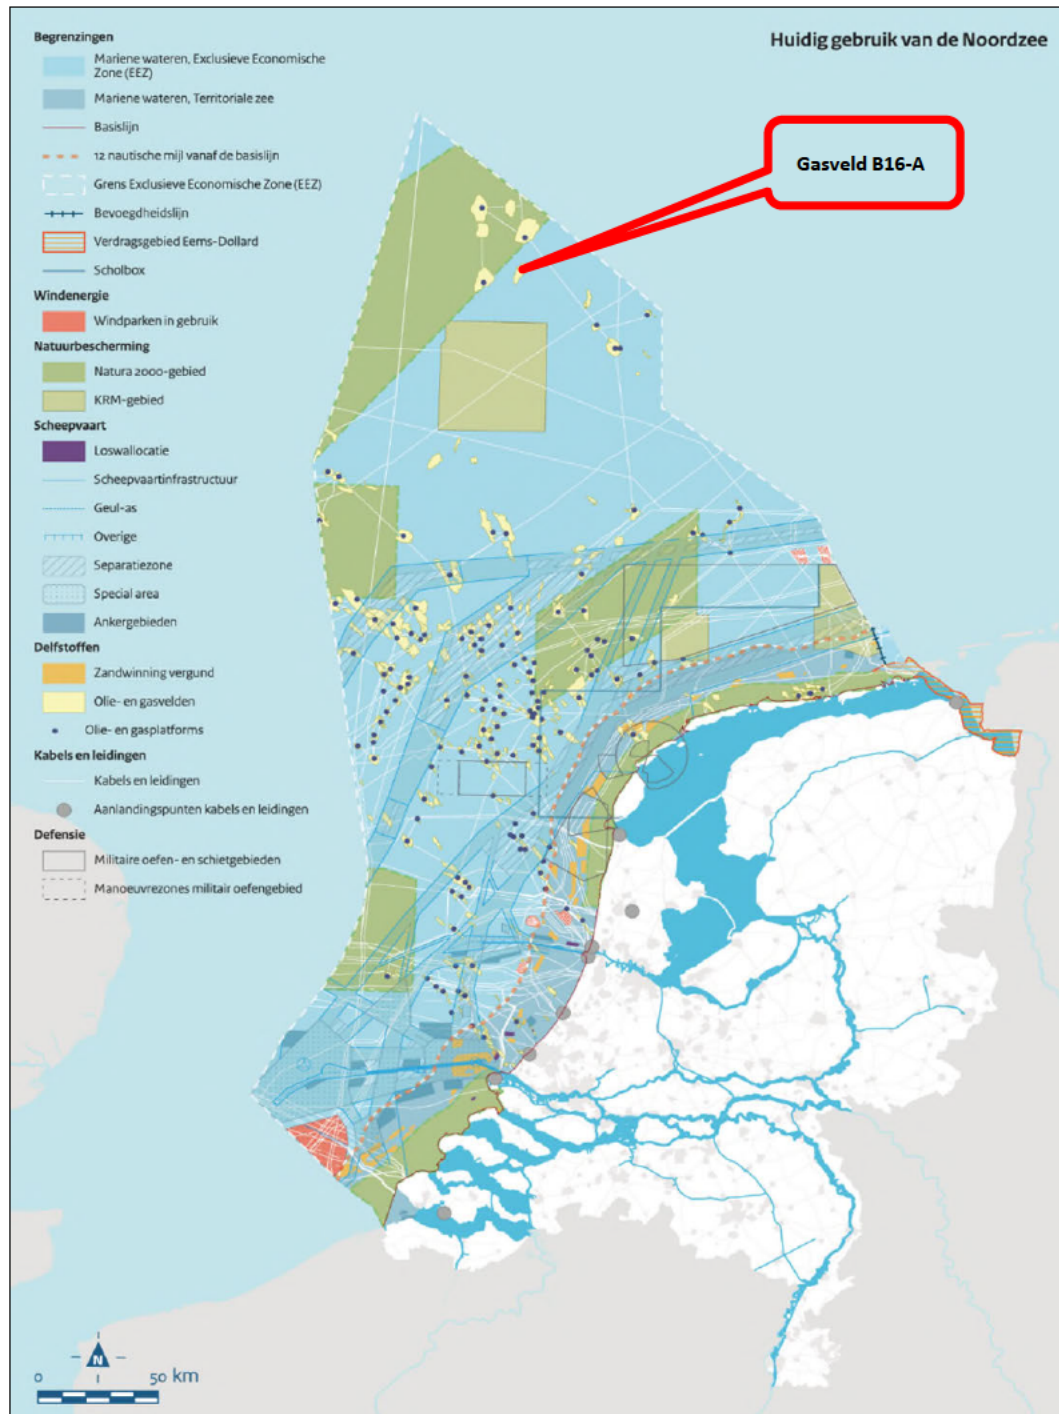 Huidig gebruik van de Noordzee
Gasveld B16-A
Begrenzingen
Mariene wateren, Exclusieve Economische
Zone (EEZ)
Mariene wateren, Territoriale zee
Basislijn
12 nautische mijl vanaf de basislijn
Grens Exclusieve Economische Zone (EEZ)
Bevoegdheidslijn
Verdragsgebied Eems-Dollard
Scholbox
Windenergie
Windparken in gebruik
Natuurbescherming
Natura 2000-gebied
KRM-gebied
Scheepvaart
Loswallocatie
Scheepvaartinfrastructuur
Geul-as
Overige
Separatiezone
Special area
Ankergebieden
Delfstoffen
Zandwinning vergund
Olie- en gasvelden
Olie- en gasplatforms
Kabels en leidingen
Kabels en leidingen
Aanlandingspunten kabels en leidingen
Defensie
Militaire oefen- en schietgebieden
Manoeuvrezones militair oefengebied
N
0 50 km